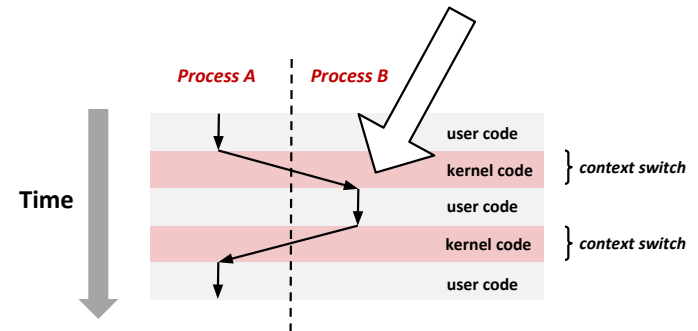 Process A
Process B
user code
kernel code
context switch
Time
user code
kernel code
context switch
user code